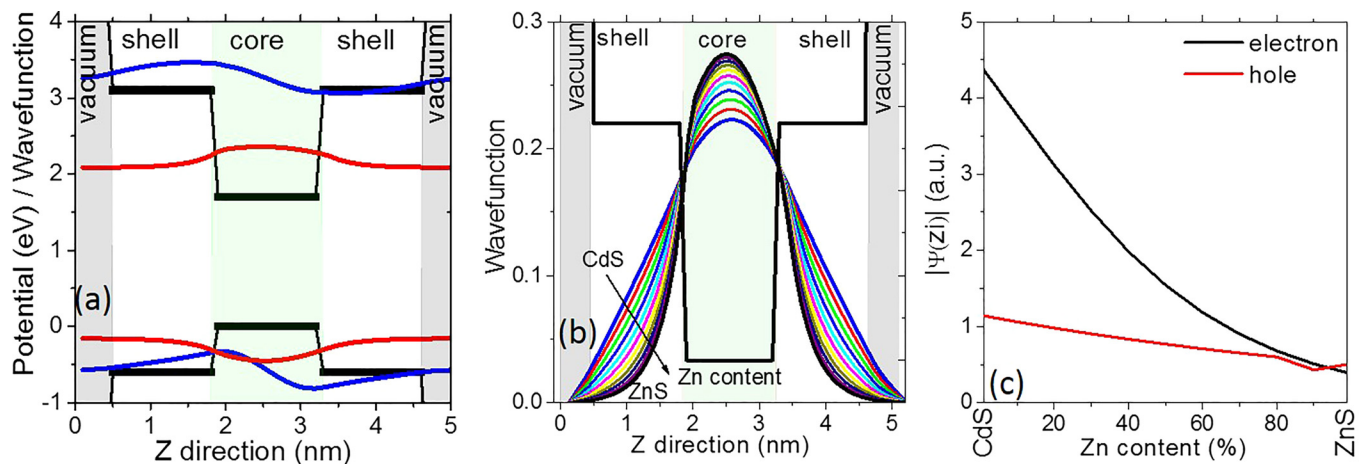 Potential (eV) / Wavefunction
4
3
2
1
0
-1
shell core shell
vacuum
vacuum
(a)
0 1 2 3 4 5
Z direction (nm)
Wavefunction
0.3
0.2
0.1
0.0
shell core shell
vacuum
vacuum
CdS
(b)
ZnS
Zn content
0 1 2 3 4 5
Z direction (nm)
|Ψ(Zi)| (a.u.)
5
4
3
2
1
0
electron
hole
(c)
CdS 20 40 60 80 ZnS
Zn content (%)